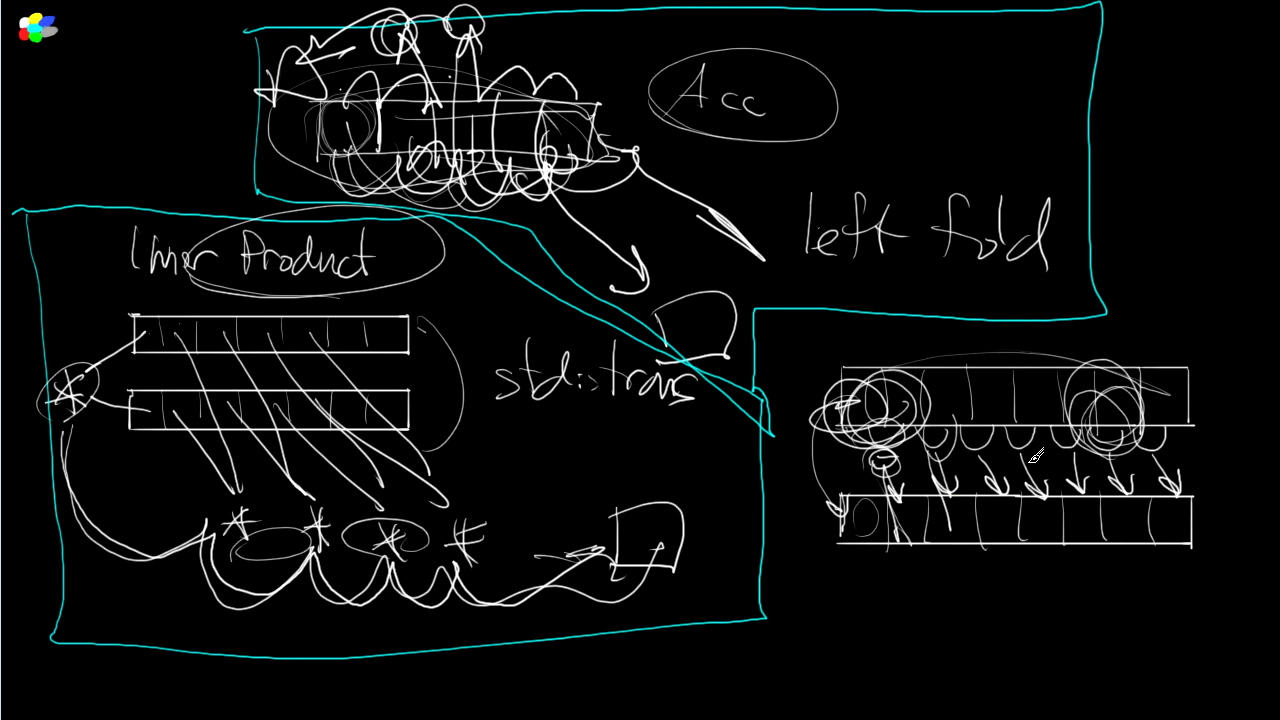 Acc
left fold
Inner Product
std::trans
* 
* * * *